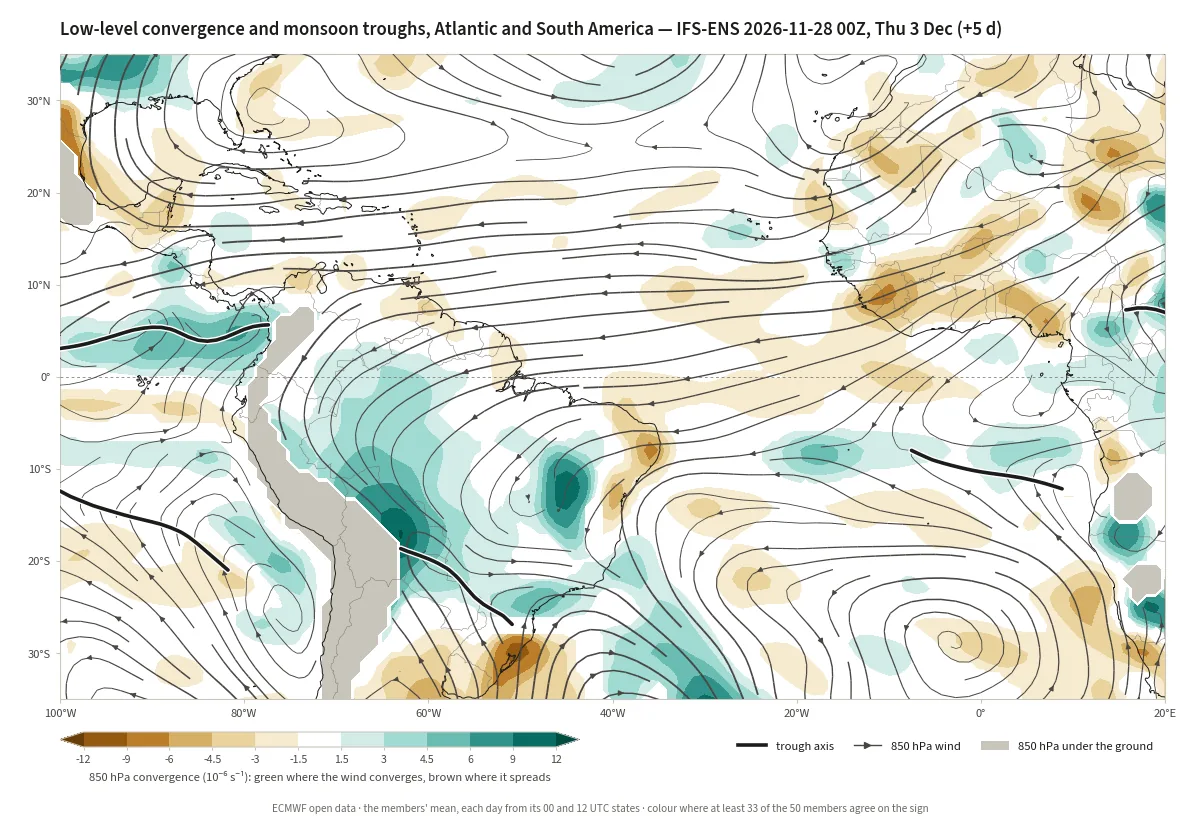 Low-level convergence and monsoon troughs, Atlantic and South America — IFS-ENS 2026-11-28 00Z, Thu 3 Dec (+5 d)
30°N
20°N
10°N
0°
10°S
20°S
30°S
100°W 80°W 60°W 40°W 20°W 0° 20°E
-12 -9 -6 -4.5 -3 -1.5 1.5 3 4.5 6 9 12
850 hPa convergence (10⁻⁶ s⁻¹): green where the wind converges, brown where it spreads
trough axis 850 hPa wind 850 hPa under the ground
ECMWF open data · the members' mean, each day from its 00 and 12 UTC states · colour where at least 33 of the 50 members agree on the sign